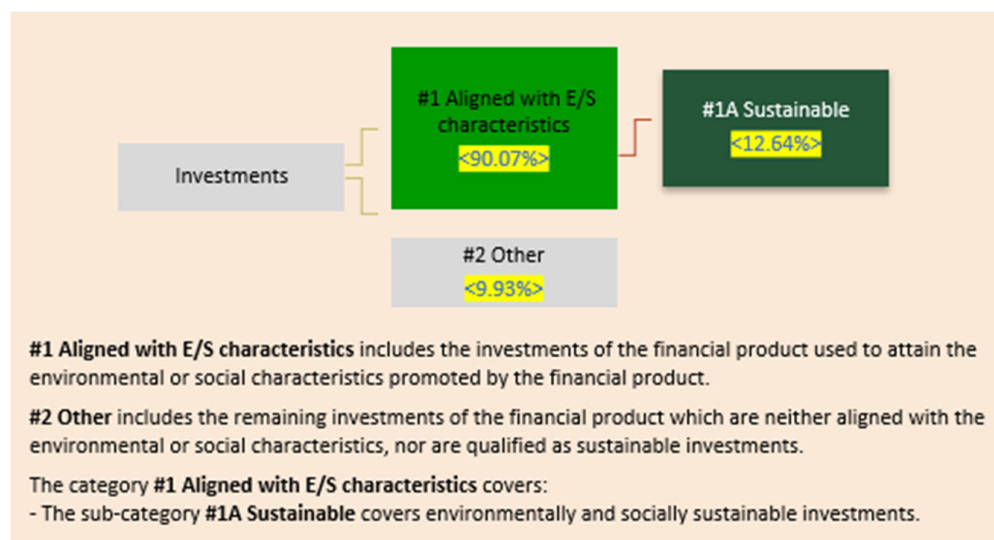 #1 Aligned with E/S
characteristics
<90.07%>
#1A Sustainable
<12.64%>
Investments
#2 Other
<9.93%>
#1 Aligned with E/S characteristics includes the investments of the financial product used to attain the
environmental or social characteristics promoted by the financial product.
#2 Other includes the remaining investments of the financial product which are neither aligned with the
environmental or social characteristics, nor are qualified as sustainable investments.
The category #1 Aligned with E/S characteristics covers:
- The sub-category #1A Sustainable covers environmentally and socially sustainable investments.